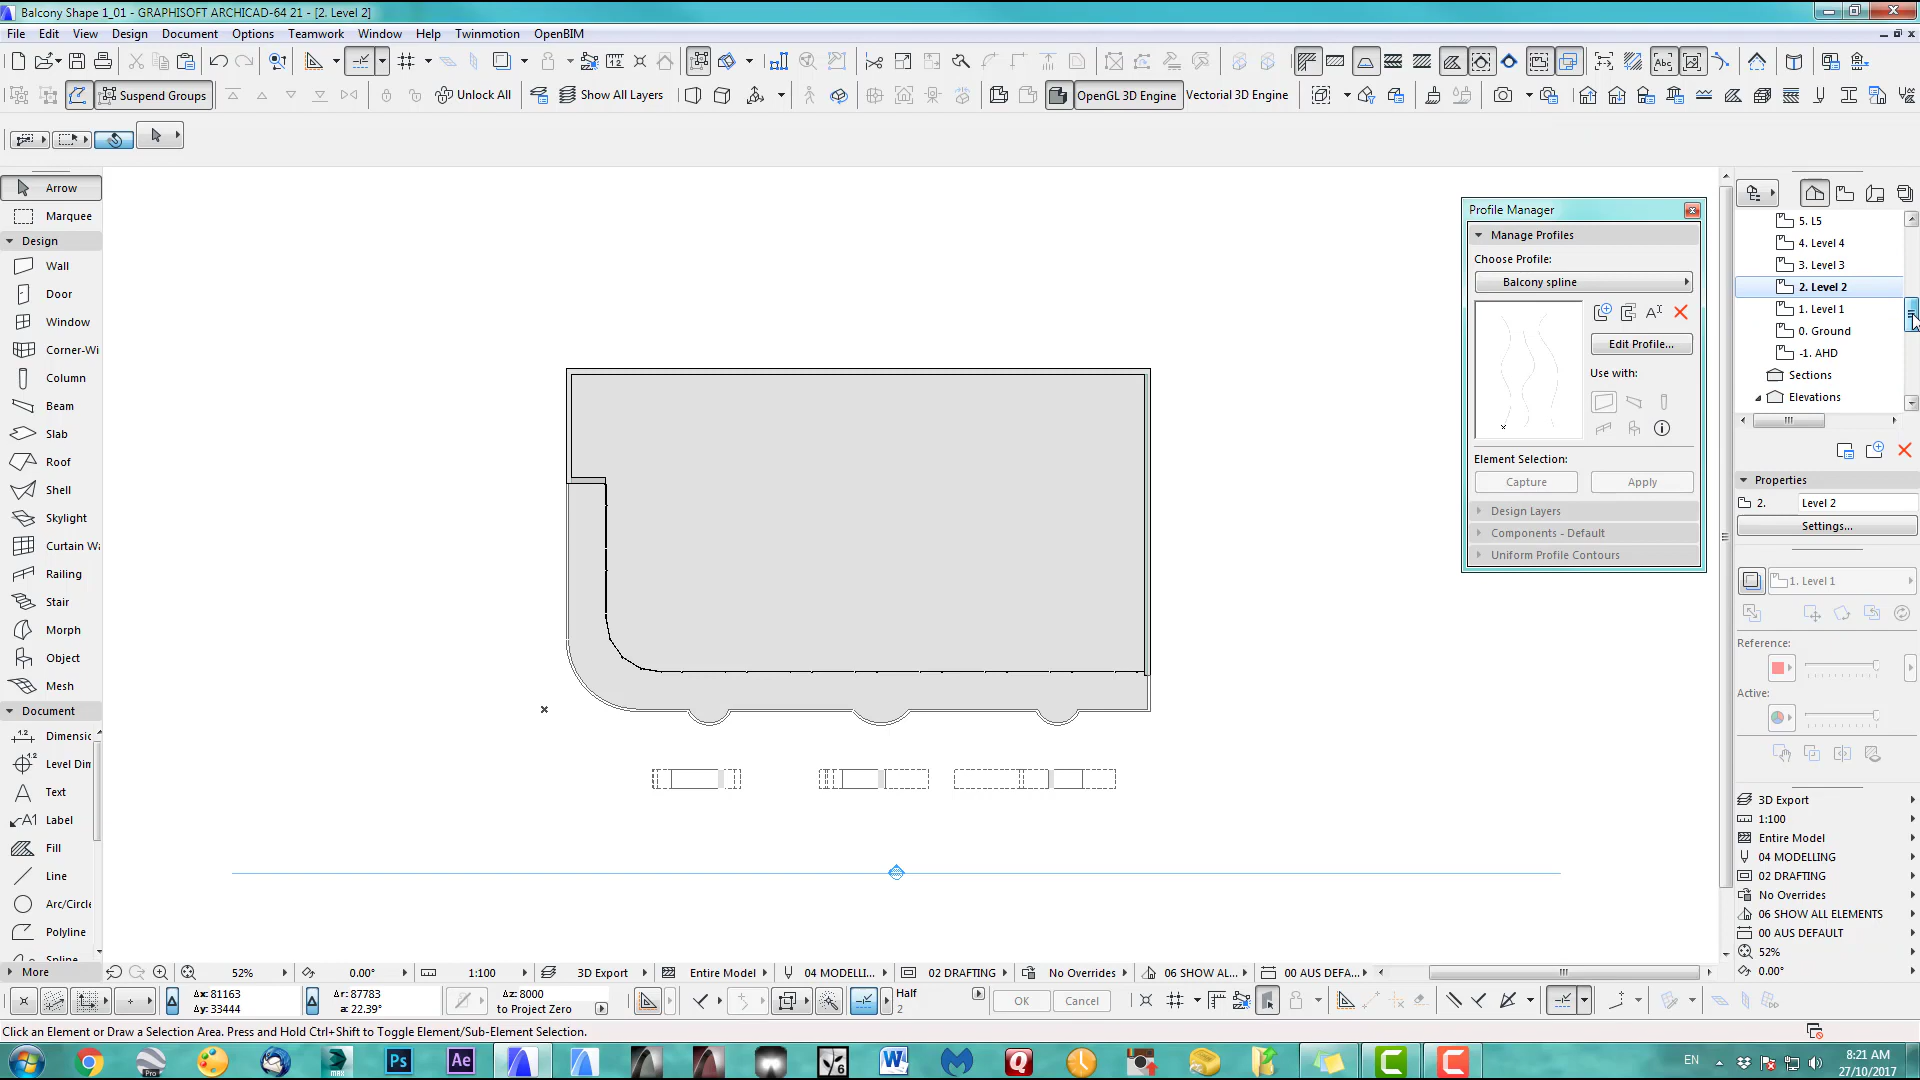 Balcony Shape 1_01 - GRAPHISOFT ARCHICAD-64 21 - [2. Level 2]
File Edit View Design Document Options Teamwork Window Help Twinmotion OpenBIM
Suspend Groups Unlock All Show All Layers OpenGL 3D Engine Vectorial 3D Engine
Arrow
Marquee
Design
Wall
Door
Window
Corner-Wi
Column
Beam
Slab
Roof
Shell
Skylight
Curtain Wa
Railing
Stair
Morph
Object
Mesh
Document
Dimensio
Level Dim
Text
Label
Fill
Line
Arc/Circle
Polyline
Spline
More
Profile Manager
Manage Profiles
Choose Profile:
Balcony spline
Edit Profile...
Use with:
Element Selection:
Capture Apply
Design Layers
Components - Default
Uniform Profile Contours
5. L5
4. Level 4
3. Level 3
2. Level 2
1. Level 1
0. Ground
-1. AHD
Sections
Elevations
Properties
2. Level 2
Settings...
1. Level 1
Reference:
Active:
3D Export
1:100
Entire Model
04 MODELLING
02 DRAFTING
No Overrides
06 SHOW ALL ELEMENTS
00 AUS DEFAULT
52%
0.00°
52% 0.00° 1:100 3D Export Entire Model 04 MODELLI... 02 DRAFTING No Overrides 06 SHOW AL... 00 AUS DEFA...
Δx: 81163 Δr: 87783 Δz: 8000 Half OK Cancel
Δy: 33444 a: 22.39° to Project Zero 2
Click an Element or Draw a Selection Area. Press and Hold Ctrl+Shift to Toggle Element/Sub-Element Selection.
EN 8:21 AM
27/10/2017